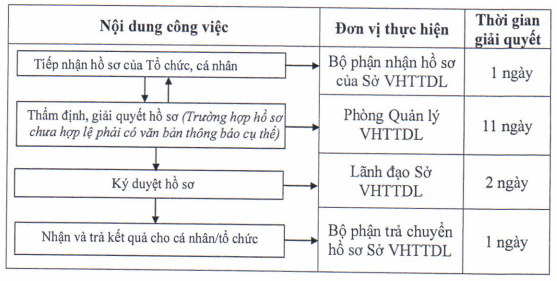 Nội dung công việc
Đơn vị thực hiện
Thời gian
giải quyết
Tiếp nhận hồ sơ của Tổ chức, cá nhân
Bộ phận nhận hồ sơ
của Sở VHTTDL
1 ngày
Thẩm định, giải quyết hồ sơ (Trường hợp hồ sơ
chưa hợp lệ phải có văn bản thông báo cụ thể)
Phòng Quản lý
VHTTDL
11 ngày
Ký duyệt hồ sơ
Lãnh đạo Sở
VHTTDL
2 ngày
Nhận và trả kết quả cho cá nhân/tổ chức
Bộ phận trả chuyển
hồ sơ Sở VHTTDL
1 ngày